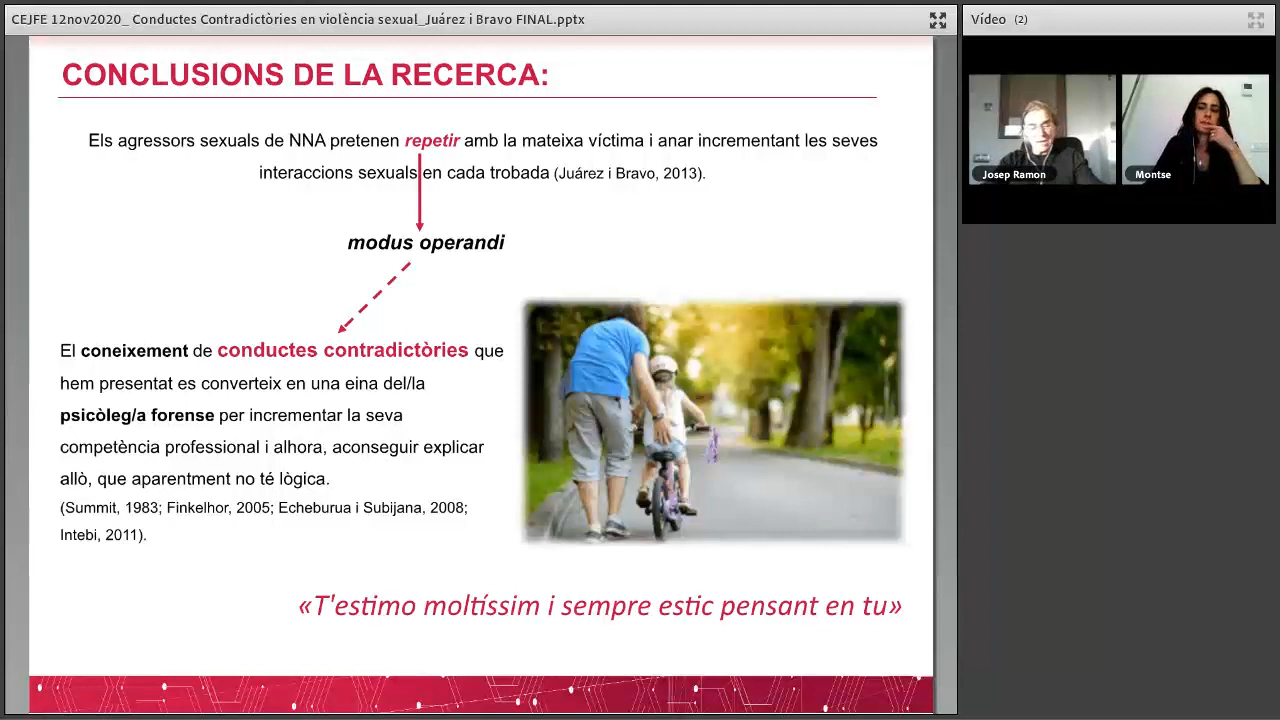 CEJFE 12nov2020_ Conductes Contradictòries en violència sexual_Juárez i Bravo FINAL.pptx
Vídeo (2)
CONCLUSIONS DE LA RECERCA:
Els agressors sexuals de NNA pretenen repetir amb la mateixa víctima i anar incrementant les seves
interaccions sexuals en cada trobada (Juárez i Bravo, 2013).
modus operandi
El coneixement de conductes contradictòries que
hem presentat es converteix en una eina del/la
psicòleg/a forense per incrementar la seva
competència professional i alhora, aconseguir explicar
allò, que aparentment no té lògica.
(Summit, 1983; Finkelhor, 2005; Echeburua i Subijana, 2008;
Intebi, 2011).
«T'estimo moltíssim i sempre estic pensant en tu»
Josep Ramon
Montse